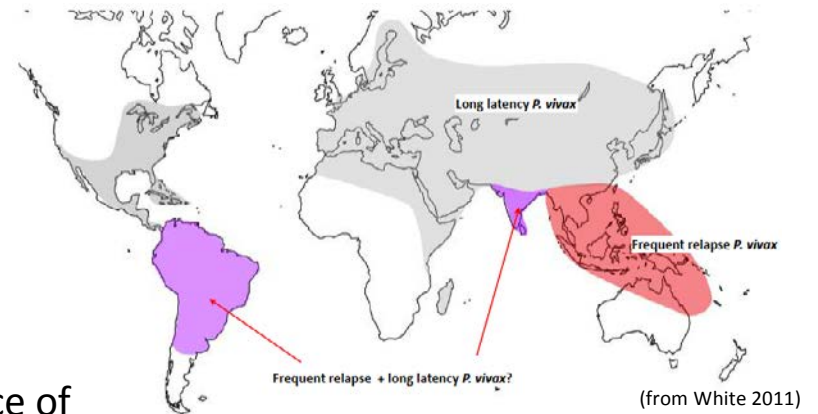 Long latency P. vivax
Frequent relapse P. vivax
Frequent relapse + long latency P. vivax?
(from White 2011)
ce of